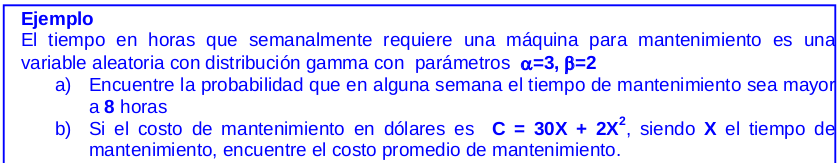 Ejemplo
El tiempo en horas que semanalmente requiere una máquina para mantenimiento es una
variable aleatoria con distribución gamma con parámetros α=3, β=2
a) Encuentre la probabilidad que en alguna semana el tiempo de mantenimiento sea mayor
a 8 horas
b) Si el costo de mantenimiento en dólares es C = 30X + 2X², siendo X el tiempo de
mantenimiento, encuentre el costo promedio de mantenimiento.